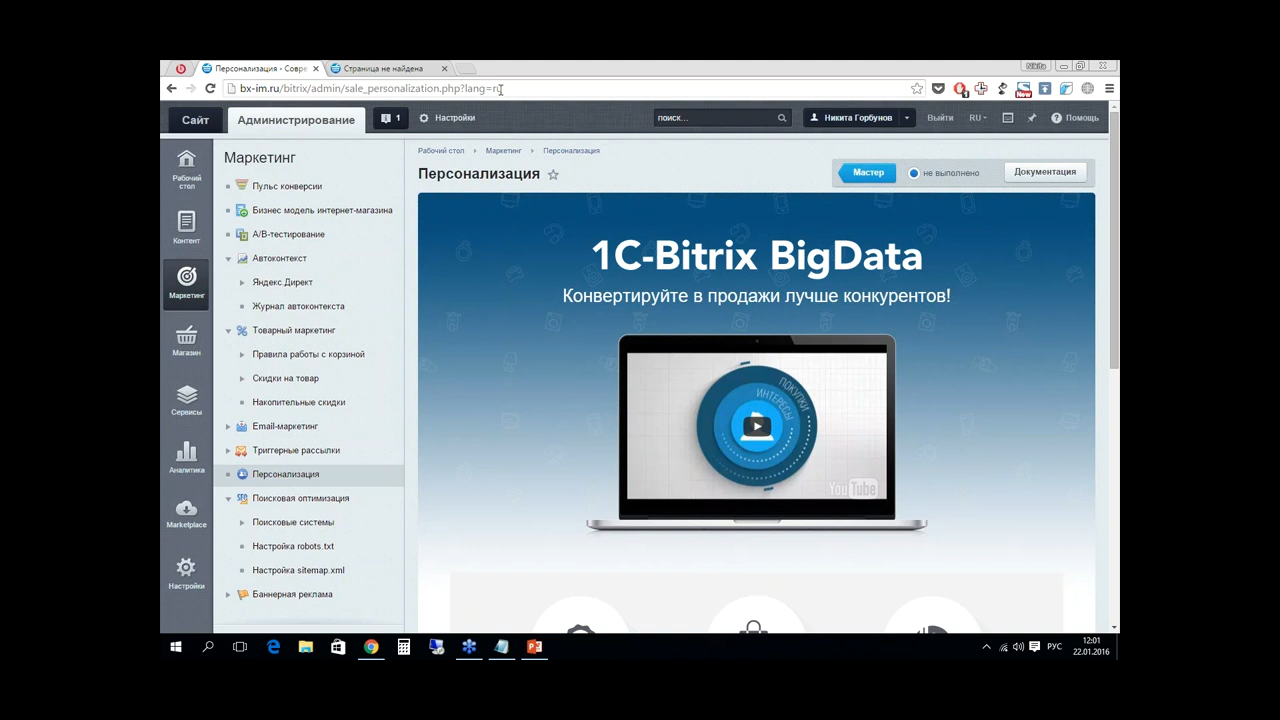 Персонализация - Совре
Страница не найдена
Nikita
bx-im.ru/bitrix/admin/sale_personalization.php?lang=ru
New
Сайт
Администрирование
1
Настройки
поиск...
Никита Горбунов
Выйти
RU
Помощь
Рабочий стол
Контент
Маркетинг
Магазин
Сервисы
Аналитика
Marketplace
Настройки
Маркетинг
Пульс конверсии
Бизнес модель интернет-магазина
A/B-тестирование
Автоконтекст
Яндекс.Директ
Журнал автоконтекста
Товарный маркетинг
Правила работы с корзиной
Скидки на товар
Накопительные скидки
Email-маркетинг
Триггерные рассылки
Персонализация
Поисковая оптимизация
Поисковые системы
Настройка robots.txt
Настройка sitemap.xml
Баннерная реклама
Рабочий стол
Маркетинг
Персонализация
Персонализация
Мастер
не выполнено
Документация
1C-Bitrix BigData
Конвертируйте в продажи лучше конкурентов!
ПОКУПКИ
ИНТЕРЕСЫ
YouTube
РУС
12:01
22.01.2016